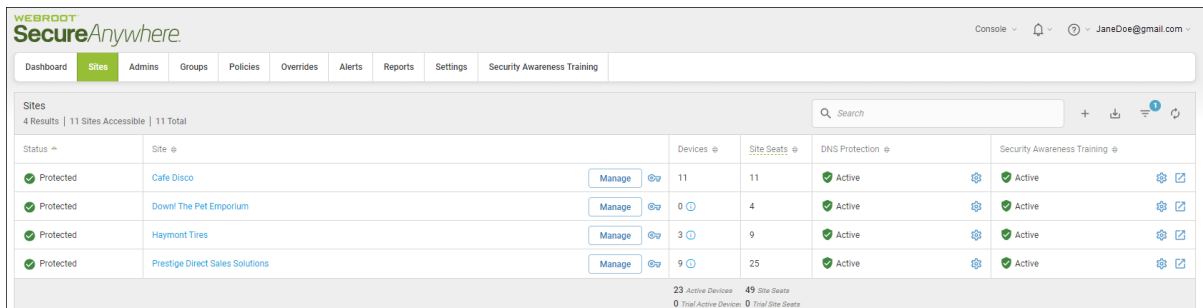 WEBROOT
SecureAnywhere.
Console JaneDoe@gmail.com
Dashboard Sites Admins Groups Policies Overrides Alerts Reports Settings Security Awareness Training
Sites
4 Results | 11 Sites Accessible | 11 Total
Search
1
Status Site Devices Site Seats DNS Protection Security Awareness Training
Protected Cafe Disco Manage 11 11 Active Active
Protected Down! The Pet Emporium Manage 0 4 Active Active
Protected Haymont Tires Manage 3 9 Active Active
Protected Prestige Direct Sales Solutions Manage 9 25 Active Active
23 Active Devices 49 Site Seats
0 Trial Active Device: 0 Trial Site Seats